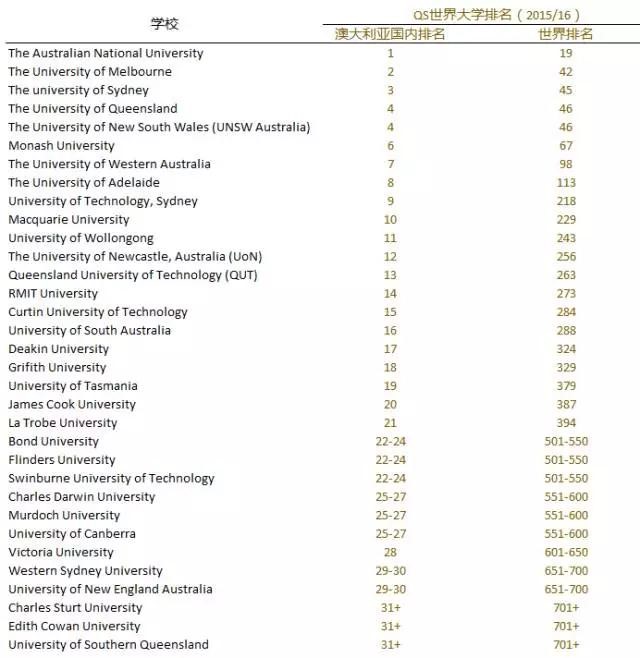 学校 QS世界大学排名（2015/16）
澳大利亚国内排名 世界排名
The Australian National University 1 19
The University of Melbourne 2 42
The university of Sydney 3 45
The University of Queensland 4 46
The University of New South Wales (UNSW Australia) 4 46
Monash University 6 67
The University of Western Australia 7 98
The University of Adelaide 8 113
University of Technology, Sydney 9 218
Macquarie University 10 229
University of Wollongong 11 243
The University of Newcastle, Australia (UoN) 12 256
Queensland University of Technology (QUT) 13 263
RMIT University 14 273
Curtin University of Technology 15 284
University of South Australia 16 288
Deakin University 17 324
Grifith University 18 329
University of Tasmania 19 379
James Cook University 20 387
La Trobe University 21 394
Bond University 22-24 501-550
Flinders University 22-24 501-550
Swinburne University of Technology 22-24 501-550
Charles Darwin University 25-27 551-600
Murdoch University 25-27 551-600
University of Canberra 25-27 551-600
Victoria University 28 601-650
Western Sydney University 29-30 651-700
University of New England Australia 29-30 651-700
Charles Sturt University 31+ 701+
Edith Cowan University 31+ 701+
University of Southern Queensland 31+ 701+